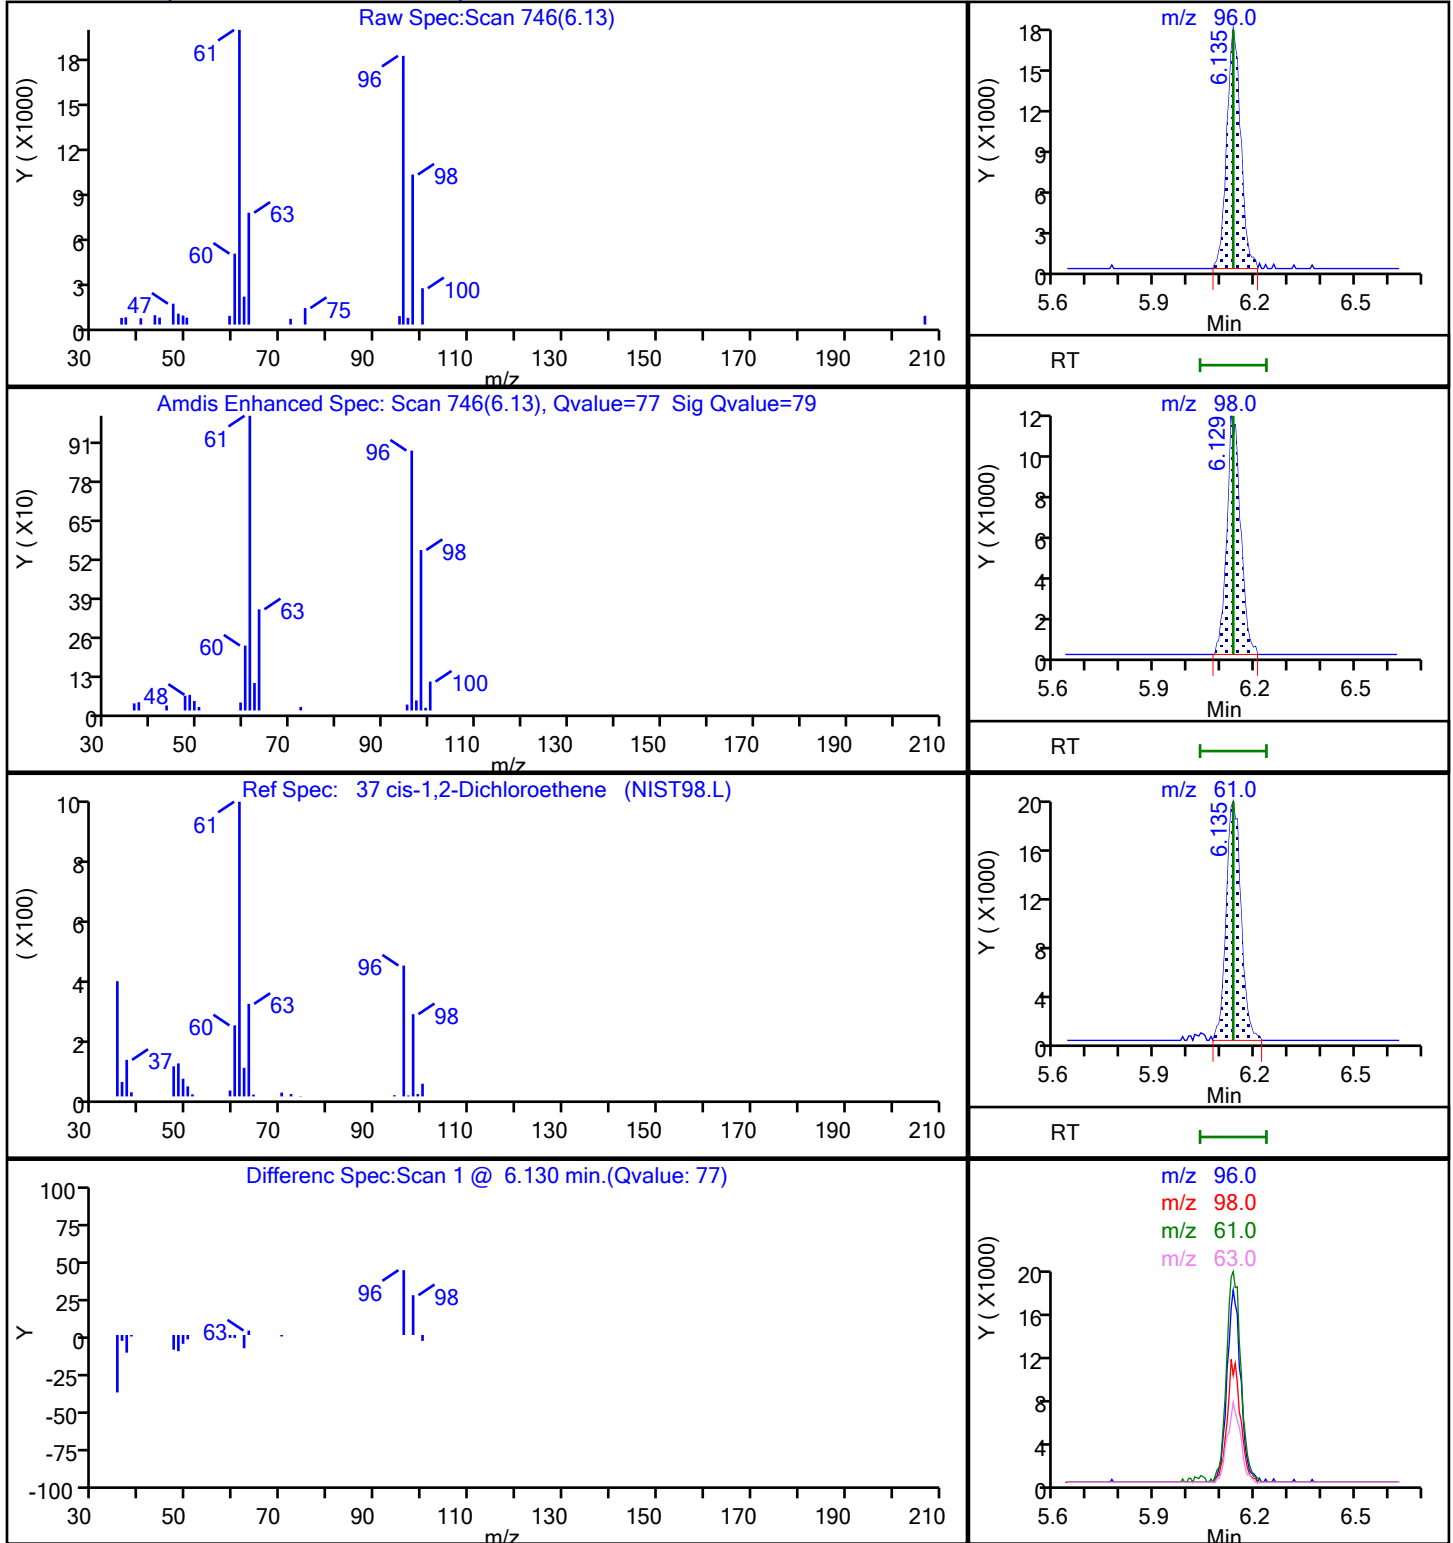 Raw Spec:Scan 746(6.13)
Y ( X1000)
18
15
12
9
6
3
0
61
96
98
63
60
47
75
100
30 50 70 90 110 130 150 170 190 210
m/z
m/z 96.0
Y ( X1000)
18
15
12
9
6
3
0
6.135
5.6 5.9 6.2 6.5
Min
RT
Amdis Enhanced Spec: Scan 746(6.13), Qvalue=77 Sig Qvalue=79
Y ( X10)
91
78
65
52
39
26
13
0
61
96
98
63
60
48
100
30 50 70 90 110 130 150 170 190 210
m/z
m/z 98.0
Y ( X1000)
12
10
8
6
4
2
0
6.129
5.6 5.9 6.2 6.5
Min
RT
Ref Spec: 37 cis-1,2-Dichloroethene (NIST98.L)
( X100)
10
8
6
4
2
0
61
96
98
63
60
37
30 50 70 90 110 130 150 170 190 210
m/z 61.0
Y ( X1000)
20
16
12
8
4
0
6.135
5.6 5.9 6.2 6.5
Min
RT
Differenc Spec:Scan 1 @ 6.130 min.(Qvalue: 77)
Y
100
75
50
25
0
-25
-50
-75
-100
96
98
63
30 50 70 90 110 130 150 170 190 210
m/z
m/z 96.0
m/z 98.0
m/z 61.0
m/z 63.0
Y ( X1000)
20
16
12
8
4
0
5.6 5.9 6.2 6.5
Min